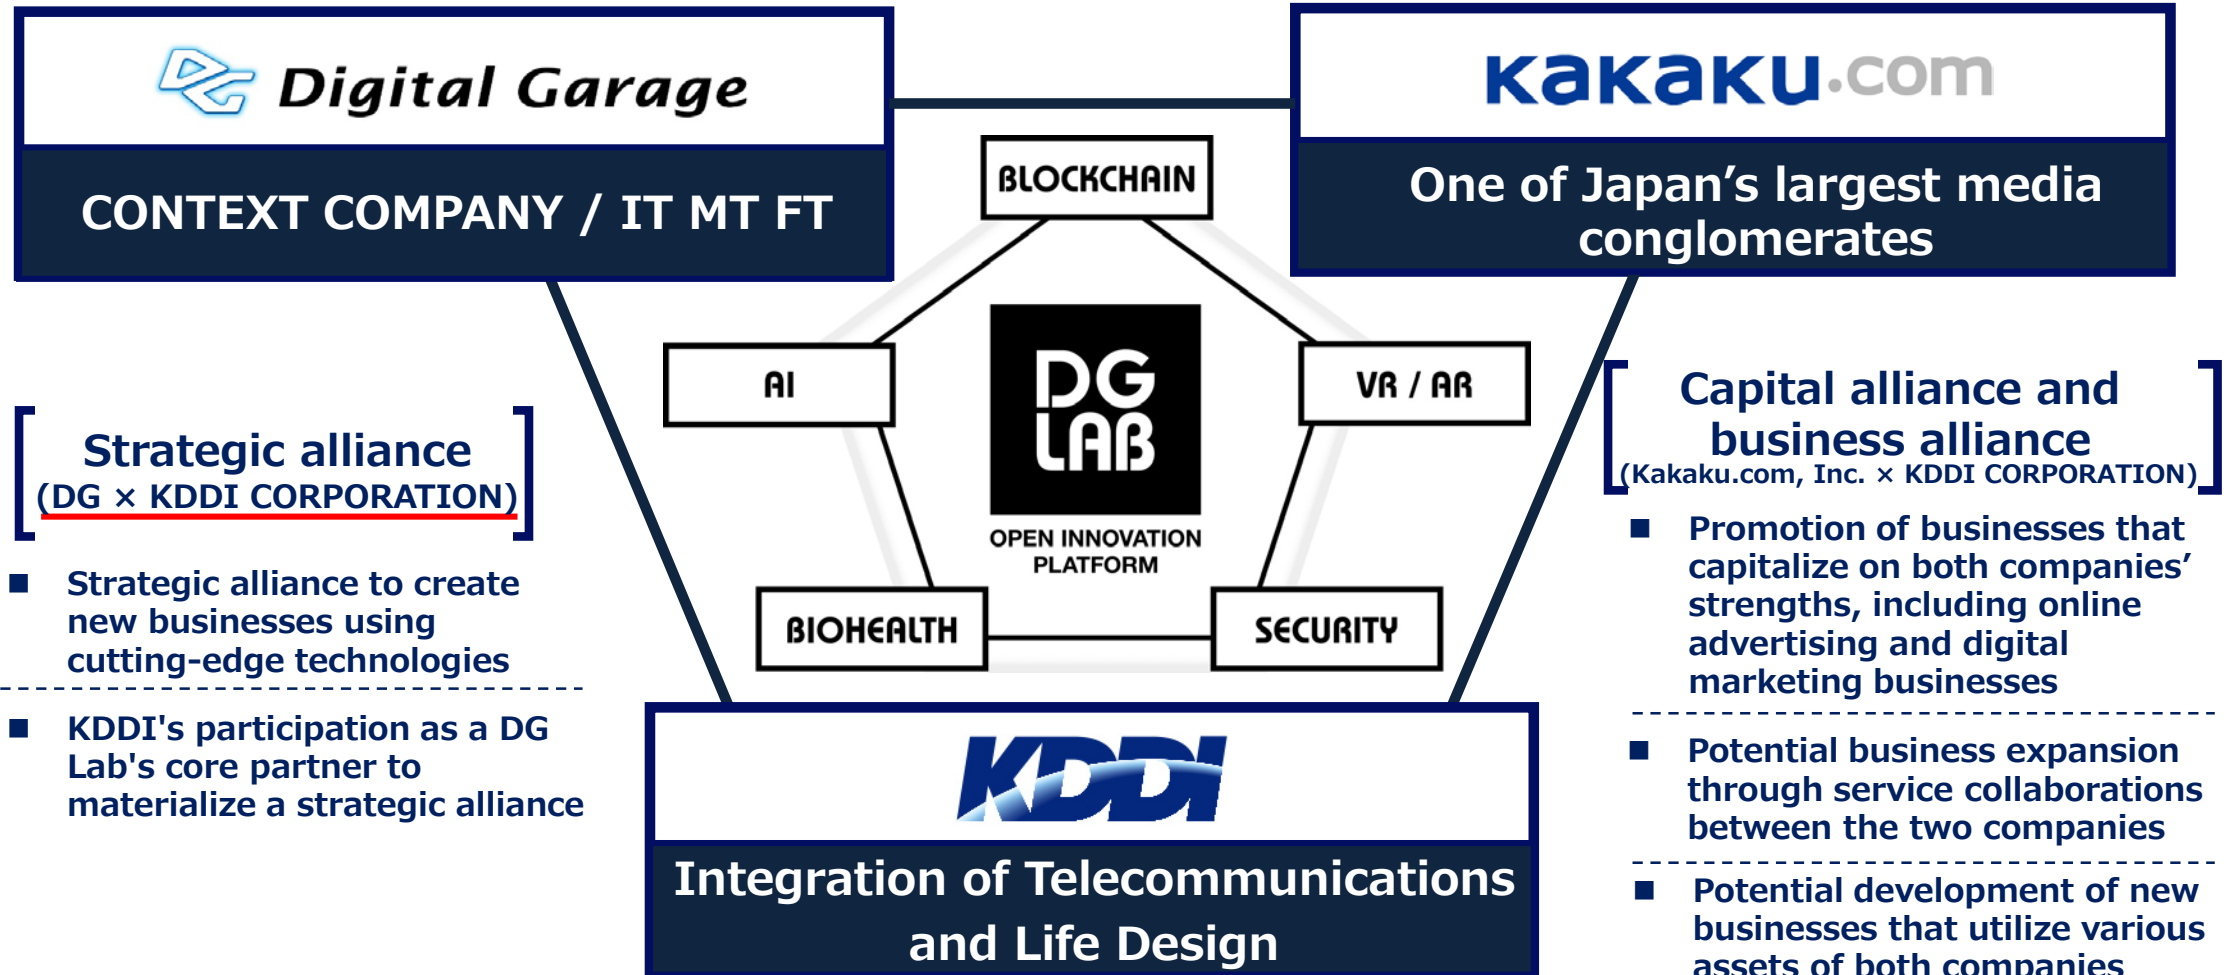 Digital Garage
CONTEXT COMPANY / IT MT FT
KaKaKu.com
One of Japan’s largest media
conglomerates
BLOCKCHAIN
AI
VR / AR
DG
LAB
OPEN INNOVATION
PLATFORM
BIOHEALTH
SECURITY
Strategic alliance
(DG × KDDI CORPORATION)
■ Strategic alliance to create
new businesses using
cutting-edge technologies
■ KDDI's participation as a DG
Lab's core partner to
materialize a strategic alliance
KDDI
Integration of Telecommunications
and Life Design
Capital alliance and
business alliance
(Kakaku.com, Inc. × KDDI CORPORATION)
■ Promotion of businesses that
capitalize on both companies’
strengths, including online
advertising and digital
marketing businesses
■ Potential business expansion
through service collaborations
between the two companies
■ Potential development of new
businesses that utilize various
assets of both companies